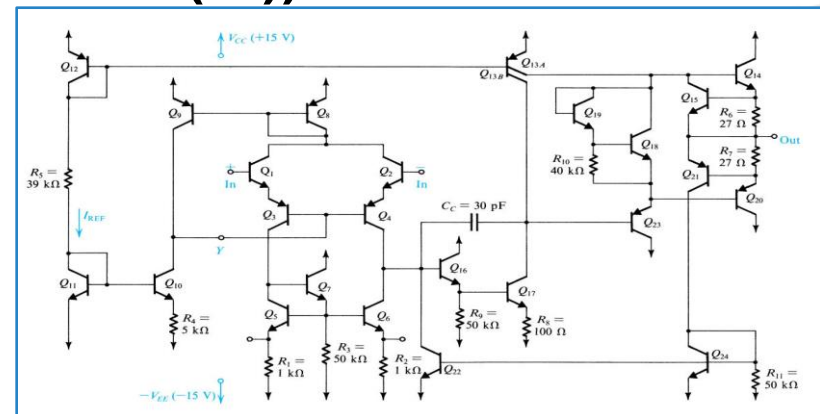 V_CC (+15 V)
Q12
Q13A
Q13B
Q14
Q15
Q19
Q9
Q8
R6 =
27 Ω
Out
Q18
R7 =
27 Ω
+
In
Q1
Q2
−
In
R5 =
39 kΩ
R10 =
40 kΩ
Q21
Q20
C_C = 30 pF
Q3
Q4
Q23
I_REF
Y
Q11
Q10
Q16
Q7
Q17
R4 =
5 kΩ
Q5
Q6
R9 =
50 kΩ
R8 =
100 Ω
R1 =
1 kΩ
R3 =
50 kΩ
R2 =
1 kΩ
Q22
Q24
R11 =
50 kΩ
−V_EE (−15 V)